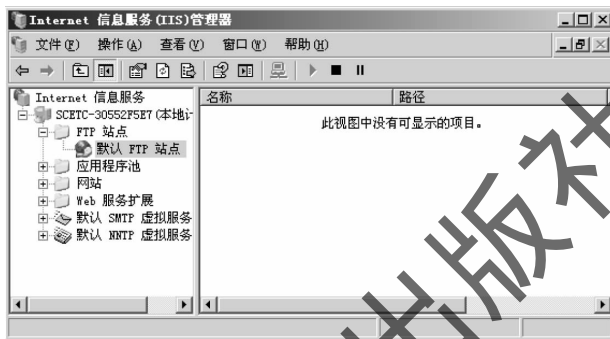 Internet 信息服务(IIS)管理器
文件(F) 操作(A) 查看(V) 窗口(W) 帮助(H)
Internet 信息服务
SCETC-30552F5E7(本地计
FTP 站点
默认 FTP 站点
应用程序池
网站
Web 服务扩展
默认 SMTP 虚拟服务
默认 NNTP 虚拟服务
名称 路径
此视图中没有可显示的项目。
出版社